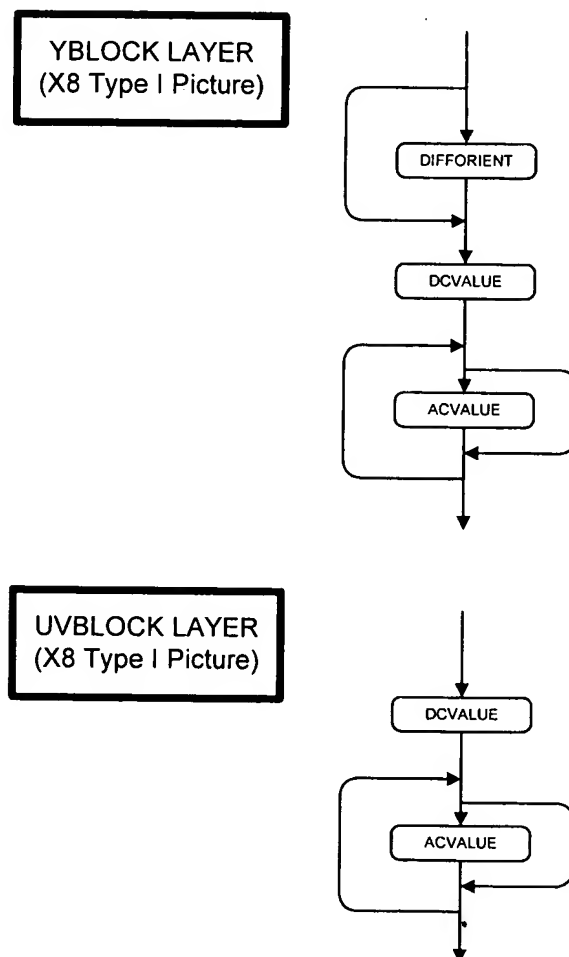 YBLOCK LAYER
(X8 Type I Picture)
DIFFORIENT
DCVALUE
ACVALUE
UVBLOCK LAYER
(X8 Type I Picture)
DCVALUE
ACVALUE